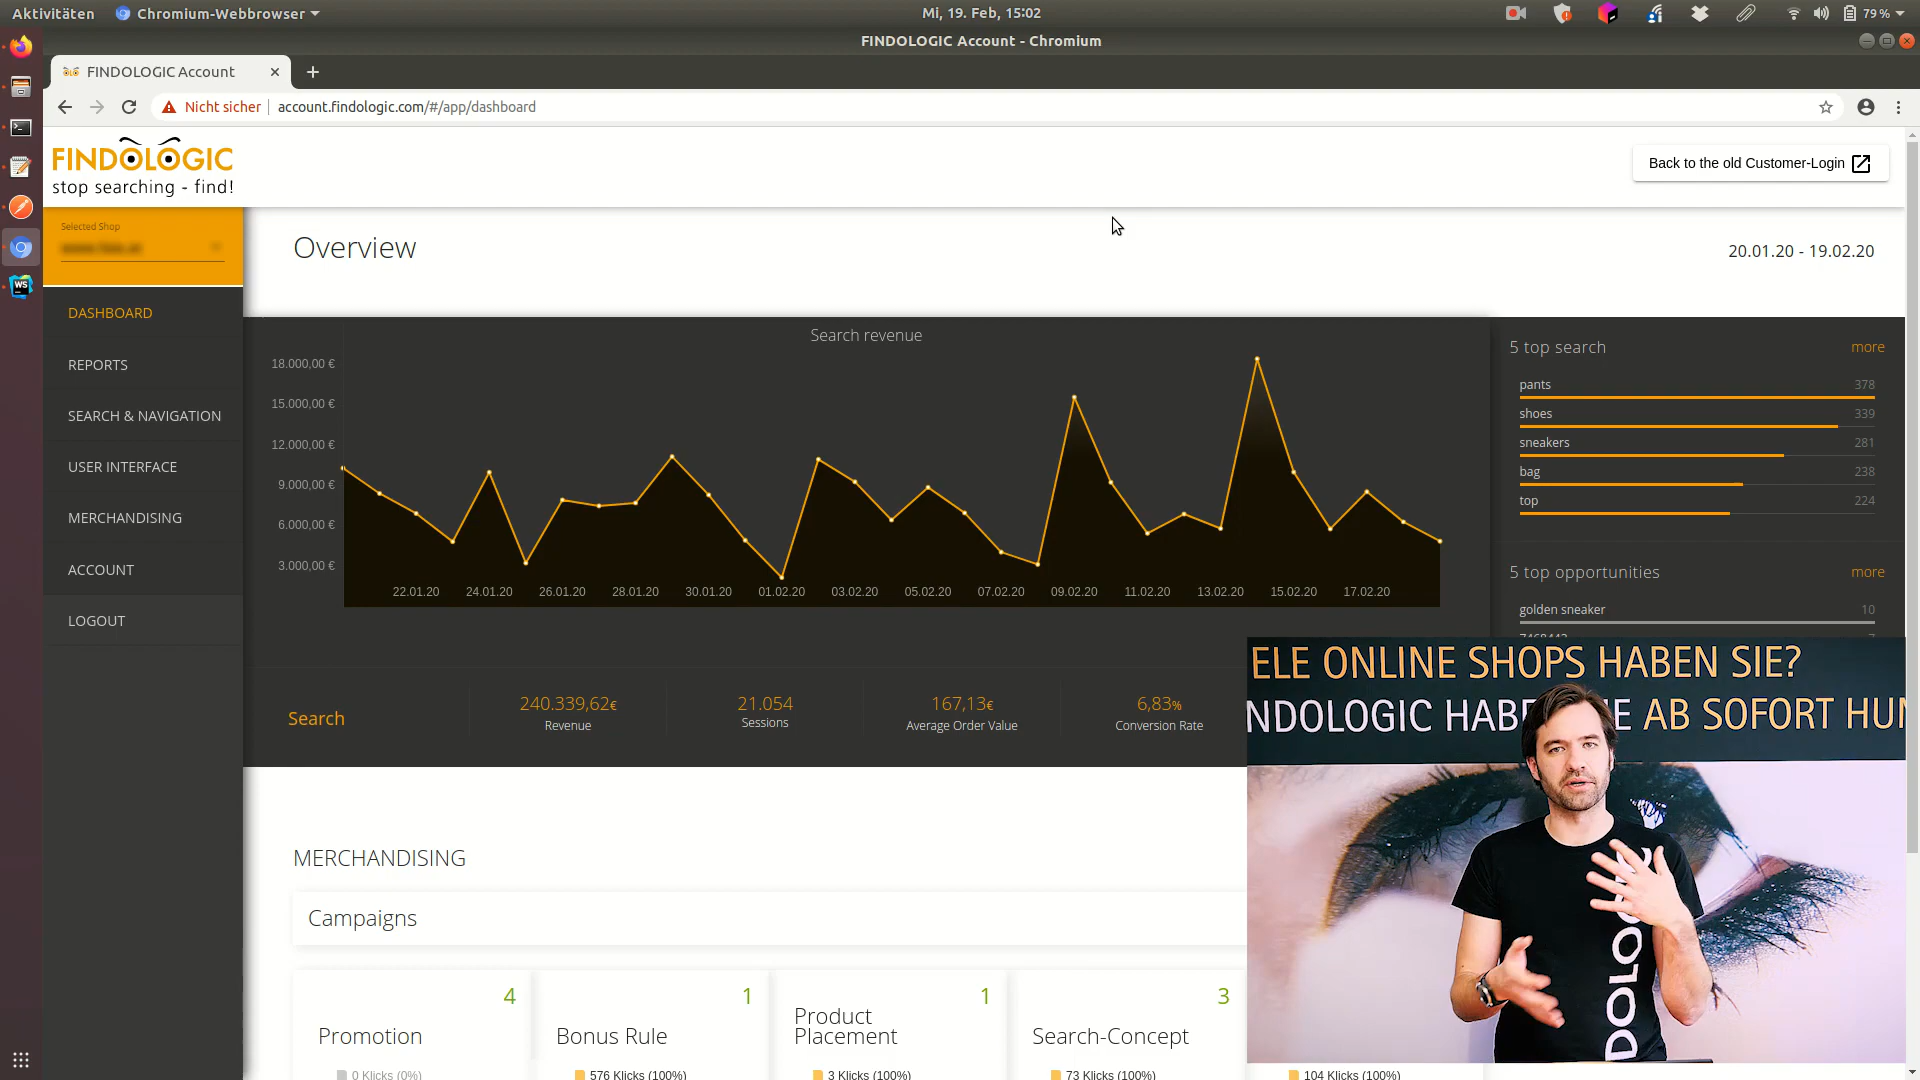 Aktivitäten
Chromium-Webbrowser
Mi, 19. Feb, 15:02
79 %
FINDOLOGIC Account - Chromium
FINDOLOGIC Account
Nicht sicher
account.findologic.com/#/app/dashboard
FINDOLOGIC
stop searching - find!
Back to the old Customer-Login
Selected Shop
Overview
20.01.20 - 19.02.20
DASHBOARD
REPORTS
SEARCH & NAVIGATION
USER INTERFACE
MERCHANDISING
ACCOUNT
LOGOUT
WS
Search revenue
18.000,00 €
15.000,00 €
12.000,00 €
9.000,00 €
6.000,00 €
3.000,00 €
22.01.20
24.01.20
26.01.20
28.01.20
30.01.20
01.02.20
03.02.20
05.02.20
07.02.20
09.02.20
11.02.20
13.02.20
15.02.20
17.02.20
5 top search
more
pants 378
shoes 339
sneakers 281
bag 238
top 224
5 top opportunities
more
golden sneaker 10
Search
240.339,62€
Revenue
21.054
Sessions
167,13€
Average Order Value
6,83%
Conversion Rate
MERCHANDISING
Campaigns
4
Promotion
0 Klicks (0%)
1
Bonus Rule
576 Klicks (100%)
1
Product
Placement
3 Klicks (100%)
3
Search-Concept
73 Klicks (100%)
104 Klicks (100%)
ELE ONLINE SHOPS HABEN SIE?
NDOLOGIC HABE IE AB SOFORT HUN
DOLOGIC